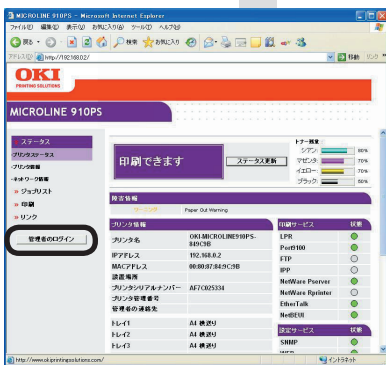 MICROLINE 910PS - Microsoft Internet Explorer
ファイル(F) 編集(E) 表示(V) お気に入り(A) ツール(T) ヘルプ(H)
戻る 検索 お気に入り
アドレス(D) http://192.168.0.2/ 移動 リンク
OKI
PRINTING SOLUTIONS
MICROLINE 910PS
ステータス
プリンタステータス
プリンタ情報
ネットワーク情報
ジョブリスト
印刷
リンク
管理者のログイン
印刷できます ステータス更新
トナー残量
シアン: 80%
マゼンタ: 70%
イエロー: 70%
ブラック: 50%
障害情報
Paper Out Warning
プリンタ情報
プリンタ名 OKI-MICROLINE910PS-849C9B
IPアドレス 192.168.0.2
MACアドレス 00:80:87:84:9C:9B
設置場所
プリンタシリアルナンバー AF7C025334
プリンタ管理番号
管理者の連絡先
トレイ1 A4 横送り
トレイ2 A4 横送り
トレイ3 A4 横送り
印刷サービス 状態
LPR
Port9100
FTP
IPP
NetWare Pserver
NetWare Rprinter
EtherTalk
NetBEUI
設定サービス 状態
SNMP
WEB
http://www.okiprintingsolutions.com/ イントラネット